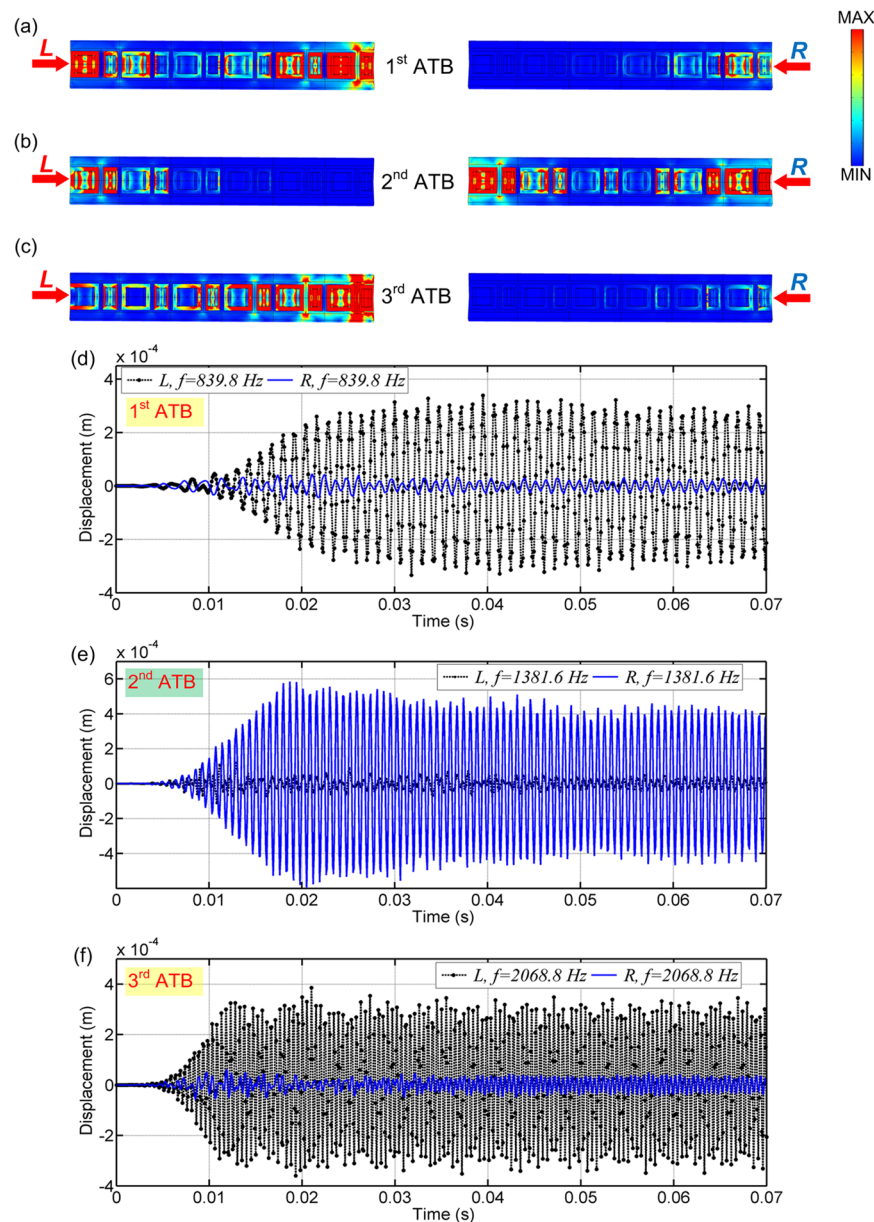 (a)
L
1st ATB
R
MAX
MIN
(b)
L
2nd ATB
R
(c)
L
3rd ATB
R
(d)
x 10-4
L, f=839.8 Hz
R, f=839.8 Hz
1st ATB
Displacement (m)
4
2
0
-2
-4
0
0.01
0.02
0.03
0.04
0.05
0.06
0.07
Time (s)
(e)
x 10-4
L, f=1381.6 Hz
R, f=1381.6 Hz
2nd ATB
Displacement (m)
6
4
2
0
-2
-4
0
0.01
0.02
0.03
0.04
0.05
0.06
0.07
Time (s)
(f)
x 10-4
L, f=2068.8 Hz
R, f=2068.8 Hz
3rd ATB
Displacement (m)
4
2
0
-2
-4
0
0.01
0.02
0.03
0.04
0.05
0.06
0.07
Time (s)